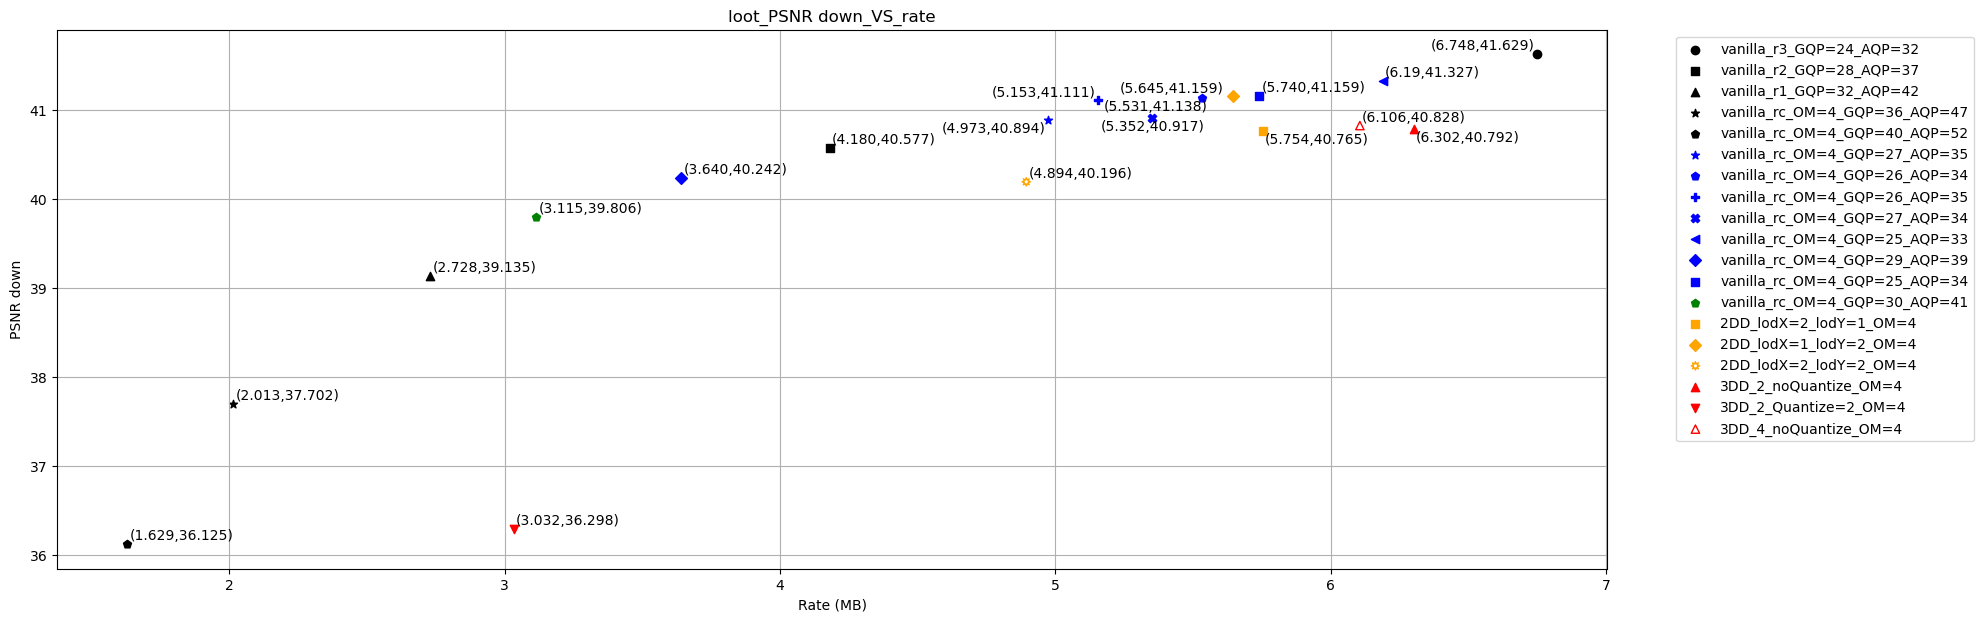 loot_PSNR down_VS_rate
(6.748,41.629)
(6.19,41.327)
(5.645,41.159)
(5.740,41.159)
(5.153,41.111)
(5.531,41.138)
(4.973,40.894)
(5.352,40.917)
(6.106,40.828)
(5.754,40.765)
(6.302,40.792)
(4.180,40.577)
(3.640,40.242)
(4.894,40.196)
(3.115,39.806)
(2.728,39.135)
(2.013,37.702)
(3.032,36.298)
(1.629,36.125)
PSNR down
41
40
39
38
37
36
2
3
4
5
6
7
Rate (MB)
vanilla_r3_GQP=24_AQP=32
vanilla_r2_GQP=28_AQP=37
vanilla_r1_GQP=32_AQP=42
vanilla_rc_OM=4_GQP=36_AQP=47
vanilla_rc_OM=4_GQP=40_AQP=52
vanilla_rc_OM=4_GQP=27_AQP=35
vanilla_rc_OM=4_GQP=26_AQP=34
vanilla_rc_OM=4_GQP=26_AQP=35
vanilla_rc_OM=4_GQP=27_AQP=34
vanilla_rc_OM=4_GQP=25_AQP=33
vanilla_rc_OM=4_GQP=29_AQP=39
vanilla_rc_OM=4_GQP=25_AQP=34
vanilla_rc_OM=4_GQP=30_AQP=41
2DD_lodX=2_lodY=1_OM=4
2DD_lodX=1_lodY=2_OM=4
2DD_lodX=2_lodY=2_OM=4
3DD_2_noQuantize_OM=4
3DD_2_Quantize=2_OM=4
3DD_4_noQuantize_OM=4